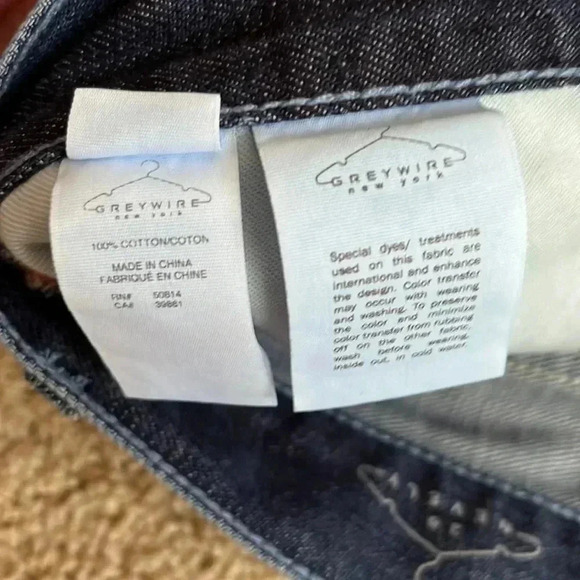 GREYWIRE
new york
100% COTTON/COTON
MADE IN CHINA
FABRIQUÉ EN CHINE
RN# 50814
CA# 39881
GREYWIRE
new york
Special dyes/ treatments
used on this fabric are
international and enhance
the design. Color transfer
may occur with wearing
and washing. To preserve
the color and minimize
color transfer from rubbing
off on the other fabric,
wash before wearing,
inside out, in cold water.